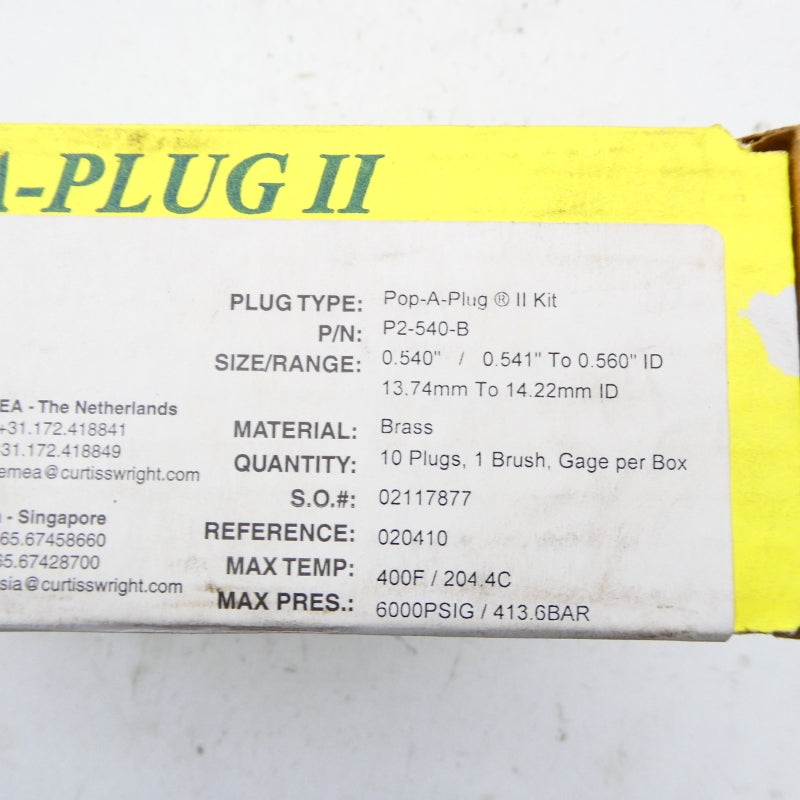 A-PLUG II
PLUG TYPE: Pop-A-Plug ® II Kit
P/N: P2-540-B
SIZE/RANGE: 0.540" / 0.541" To 0.560" ID
13.74mm To 14.22mm ID
MATERIAL: Brass
QUANTITY: 10 Plugs, 1 Brush, Gage per Box
S.O.#: 02117877
REFERENCE: 020410
MAX TEMP: 400F / 204.4C
MAX PRES.: 6000PSIG / 413.6BAR
EA - The Netherlands
+31.172.418841
31.172.418849
emea@curtisswright.com
- Singapore
65.67458660
65.67428700
sia@curtisswright.com